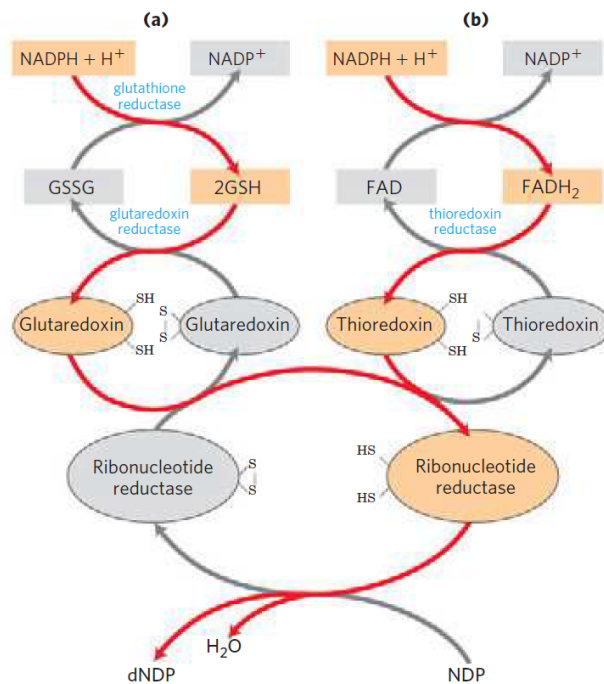 (a)
(b)
NADPH + H⁺
NADP⁺
NADPH + H⁺
NADP⁺
glutathione
reductase
GSSG
2GSH
FAD
FADH₂
glutaredoxin
reductase
thioredoxin
reductase
SH
S
SH
Glutaredoxin
Glutaredoxin
Thioredoxin
Thioredoxin
SH
S
S
SH
S
HS
Ribonucleotide
reductase
S
S
Ribonucleotide
reductase
HS
H₂O
dNDP
NDP